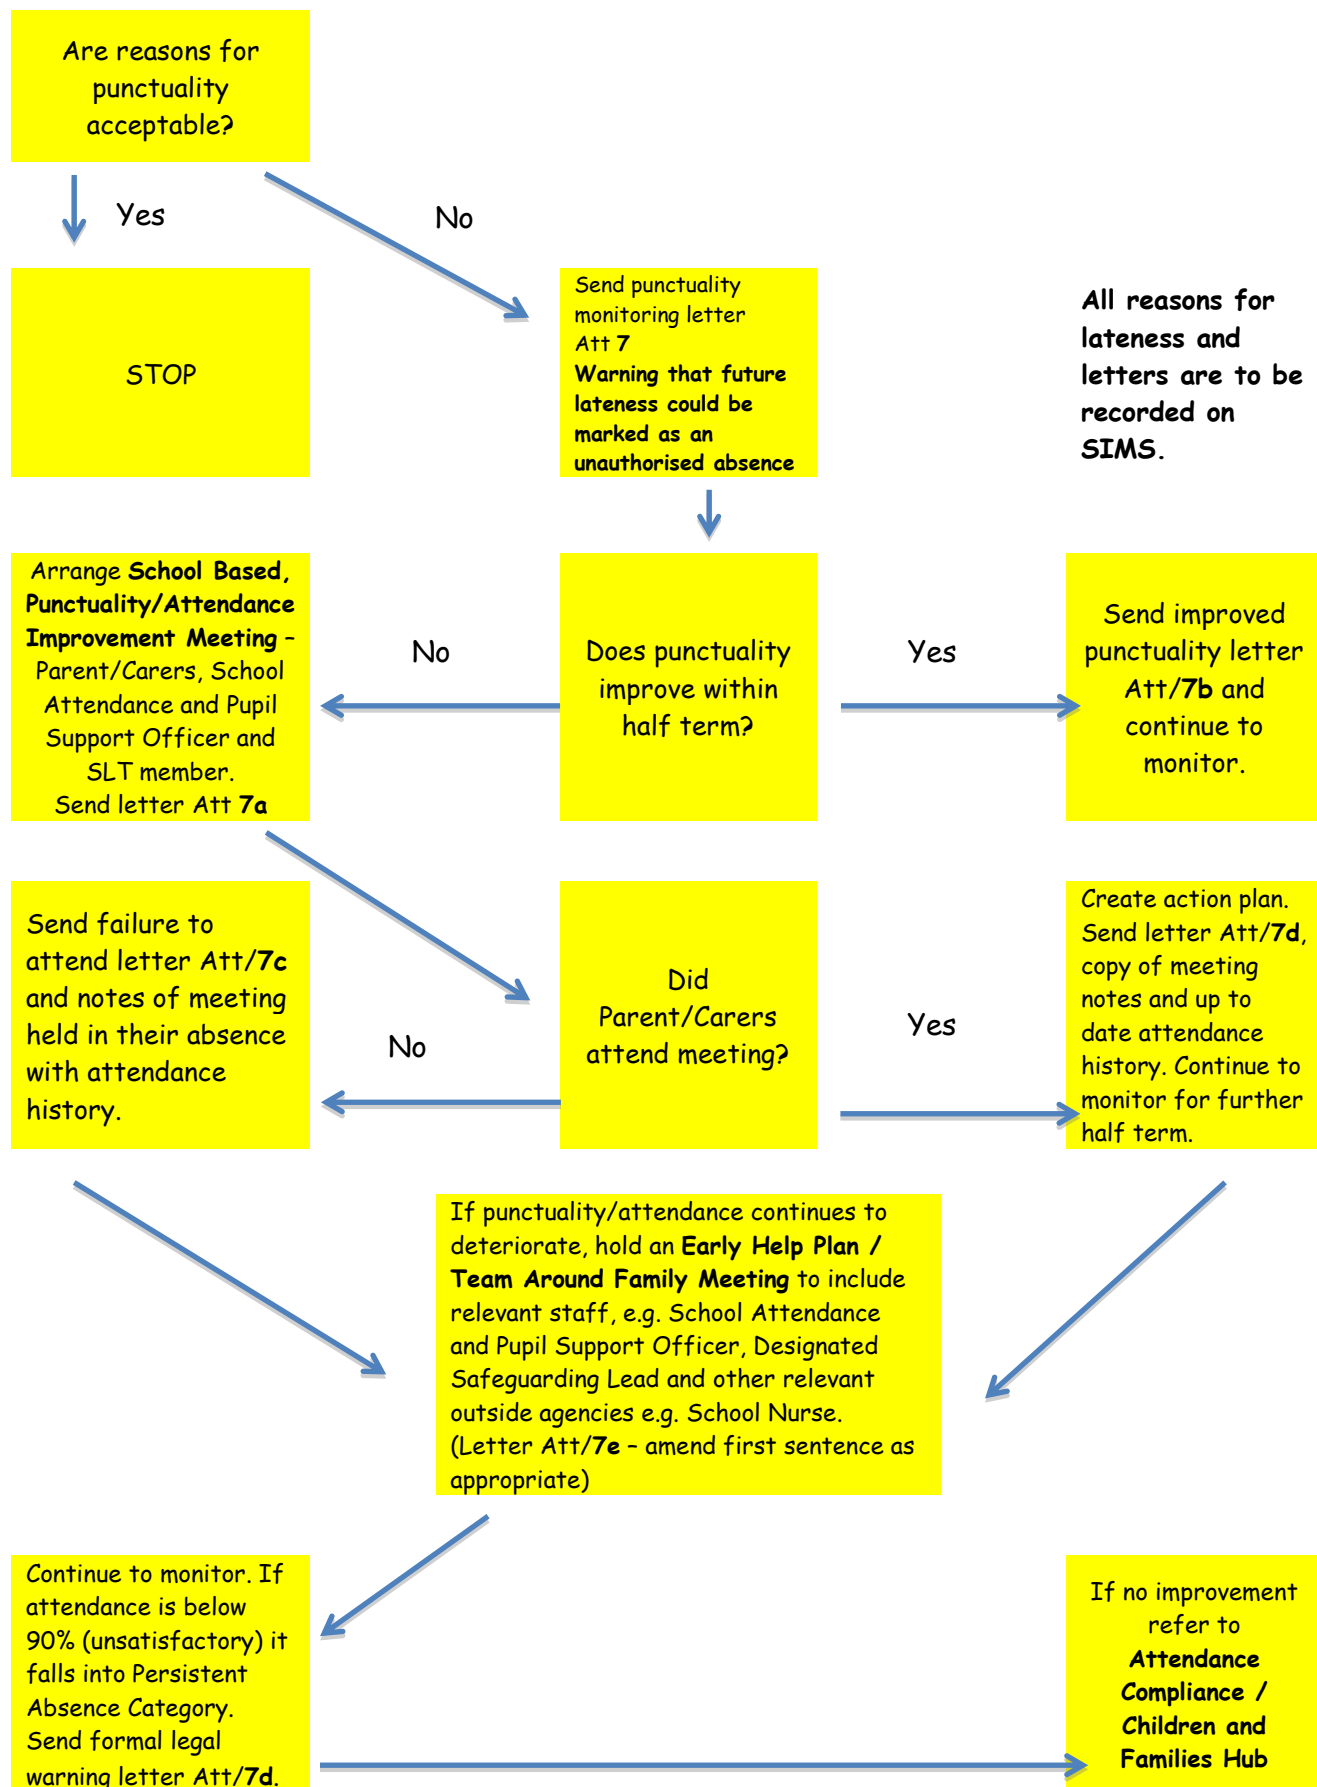 Are reasons for
punctuality
acceptable?
Yes
No
STOP
Send punctuality
monitoring letter
Att 7
Warning that future
lateness could be
marked as an
unauthorised absence
All reasons for
lateness and
letters are to be
recorded on
SIMS.
Arrange School Based,
Punctuality/Attendance
Improvement Meeting –
Parent/Carers, School
Attendance and Pupil
Support Officer and
SLT member.
Send letter Att 7a
No
Does punctuality
improve within
half term?
Yes
Send improved
punctuality letter
Att/7b and
continue to
monitor.
Send failure to
attend letter Att/7c
and notes of meeting
held in their absence
with attendance
history.
No
Did
Parent/Carers
attend meeting?
Yes
Create action plan.
Send letter Att/7d,
copy of meeting
notes and up to
date attendance
history. Continue to
monitor for further
half term.
If punctuality/attendance continues to
deteriorate, hold an Early Help Plan /
Team Around Family Meeting to include
relevant staff, e.g. School Attendance
and Pupil Support Officer, Designated
Safeguarding Lead and other relevant
outside agencies e.g. School Nurse.
(Letter Att/7e – amend first sentence as
appropriate)
Continue to monitor. If
attendance is below
90% (unsatisfactory) it
falls into Persistent
Absence Category.
Send formal legal
warning letter Att/7d.
If no improvement
refer to
Attendance
Compliance /
Children and
Families Hub